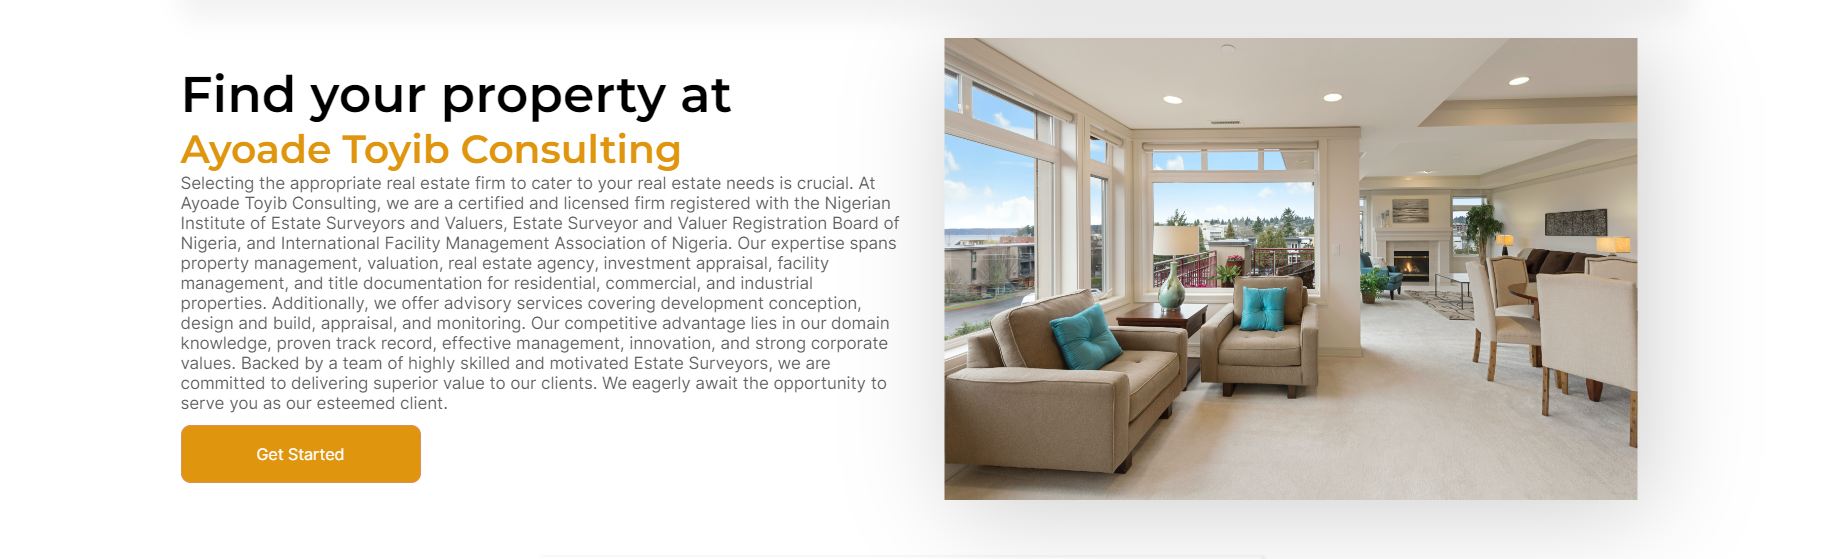 Find your property at
Ayoade Toyib Consulting
Selecting the appropriate real estate firm to cater to your real estate needs is crucial. At
Ayoade Toyib Consulting, we are a certified and licensed firm registered with the Nigerian
Institute of Estate Surveyors and Valuers, Estate Surveyor and Valuer Registration Board of
Nigeria, and International Facility Management Association of Nigeria. Our expertise spans
property management, valuation, real estate agency, investment appraisal, facility
management, and title documentation for residential, commercial, and industrial
properties. Additionally, we offer advisory services covering development conception,
design and build, appraisal, and monitoring. Our competitive advantage lies in our domain
knowledge, proven track record, effective management, innovation, and strong corporate
values. Backed by a team of highly skilled and motivated Estate Surveyors, we are
committed to delivering superior value to our clients. We eagerly await the opportunity to
serve you as our esteemed client.
Get Started